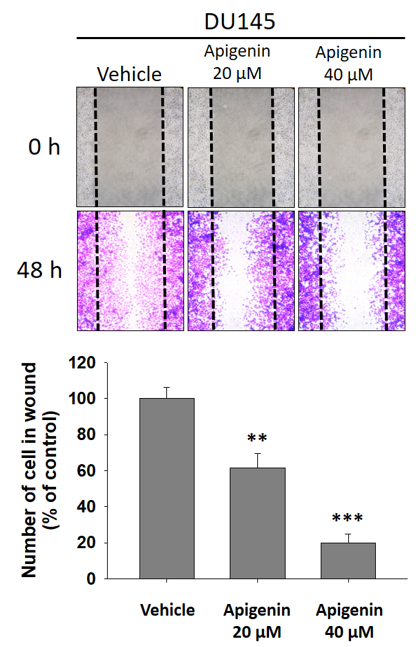 DU145
Vehicle
Apigenin
20 μM
Apigenin
40 μM
0 h
48 h
Number of cell in wound
(% of control)
120
100
80
60
40
20
0
**
***
Vehicle
Apigenin
20 μM
Apigenin
40 μM